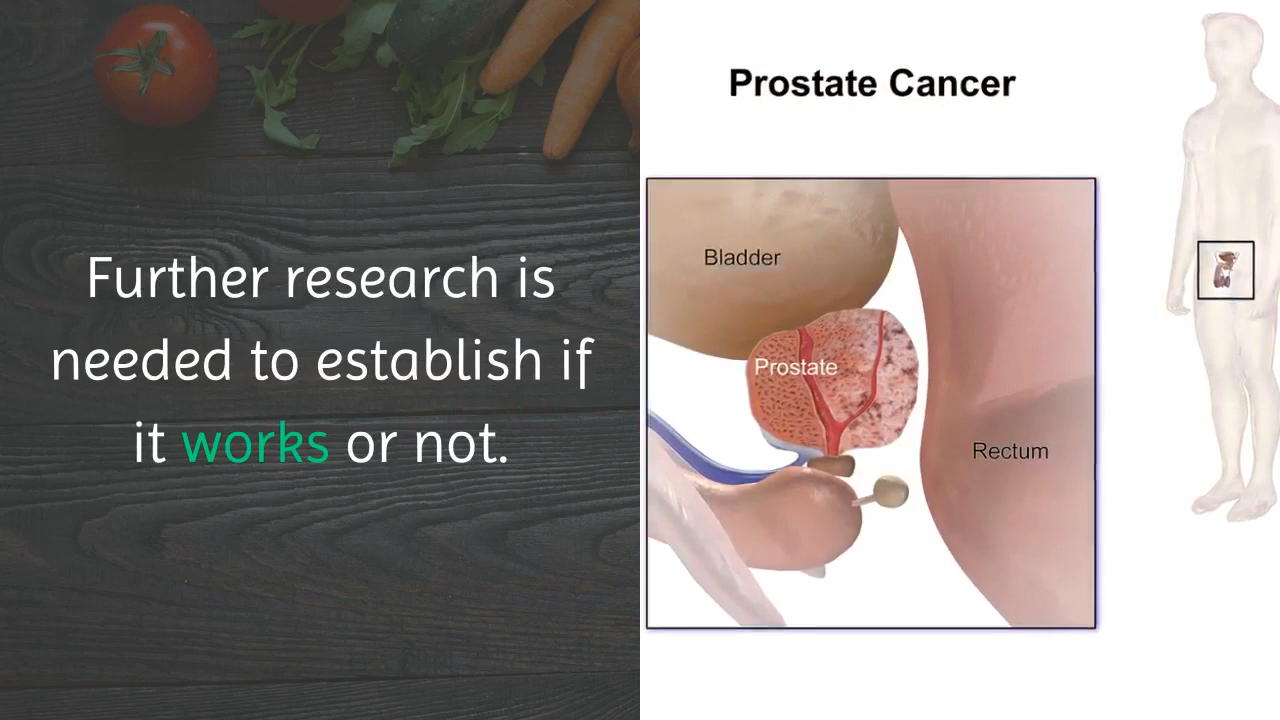 Further research is
needed to establish if
it works or not.
Prostate Cancer
Bladder
Prostate
Rectum